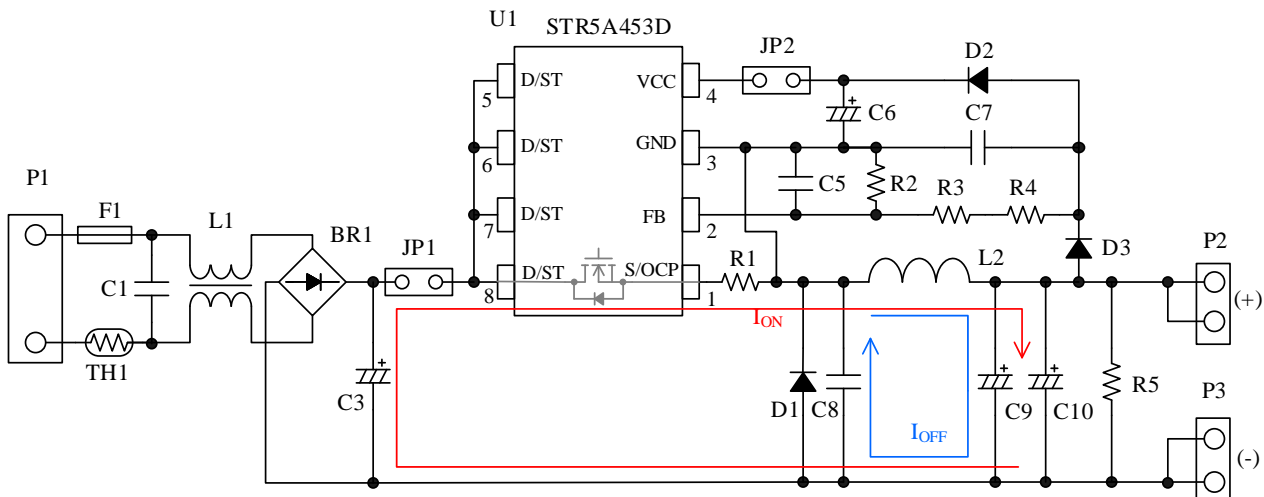 U1
STR5A453D
JP2
D2
D/ST
VCC
5
4
C6
C7
D/ST
GND
6
3
P1
C5
R2
R3
R4
F1
L1
BR1
JP1
D/ST
FB
7
2
D3
P2
C1
D/ST
S/OCP
R1
L2
8
1
(+)
TH1
I_ON
C3
D1
C8
C9
C10
R5
P3
I_OFF
(-)